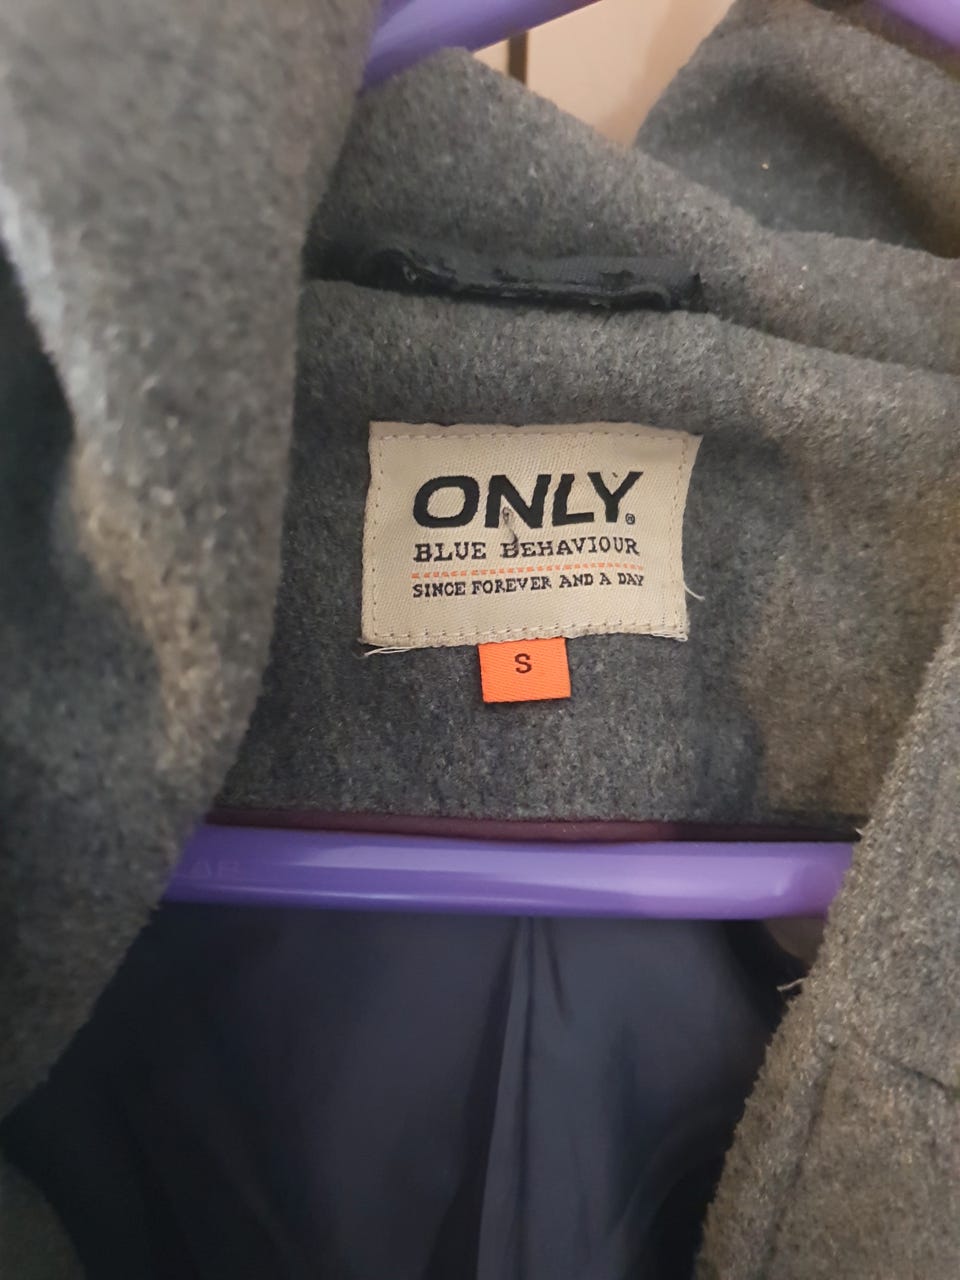 ONLY®
BLUE BEHAVIOUR
SINCE FOREVER AND A DAY
S